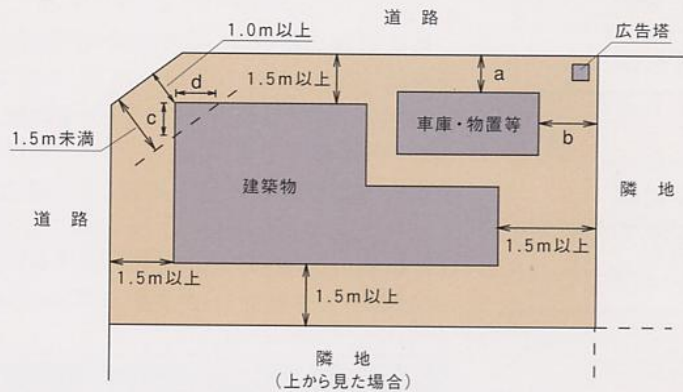 道 路
1.0m以上
広告塔
d
1.5m以上
a
c
車庫・物置等
b
1.5m未満
建築物
道 路
隣 地
1.5m以上
1.5m以上
1.5m以上
隣 地
(上から見た場合)